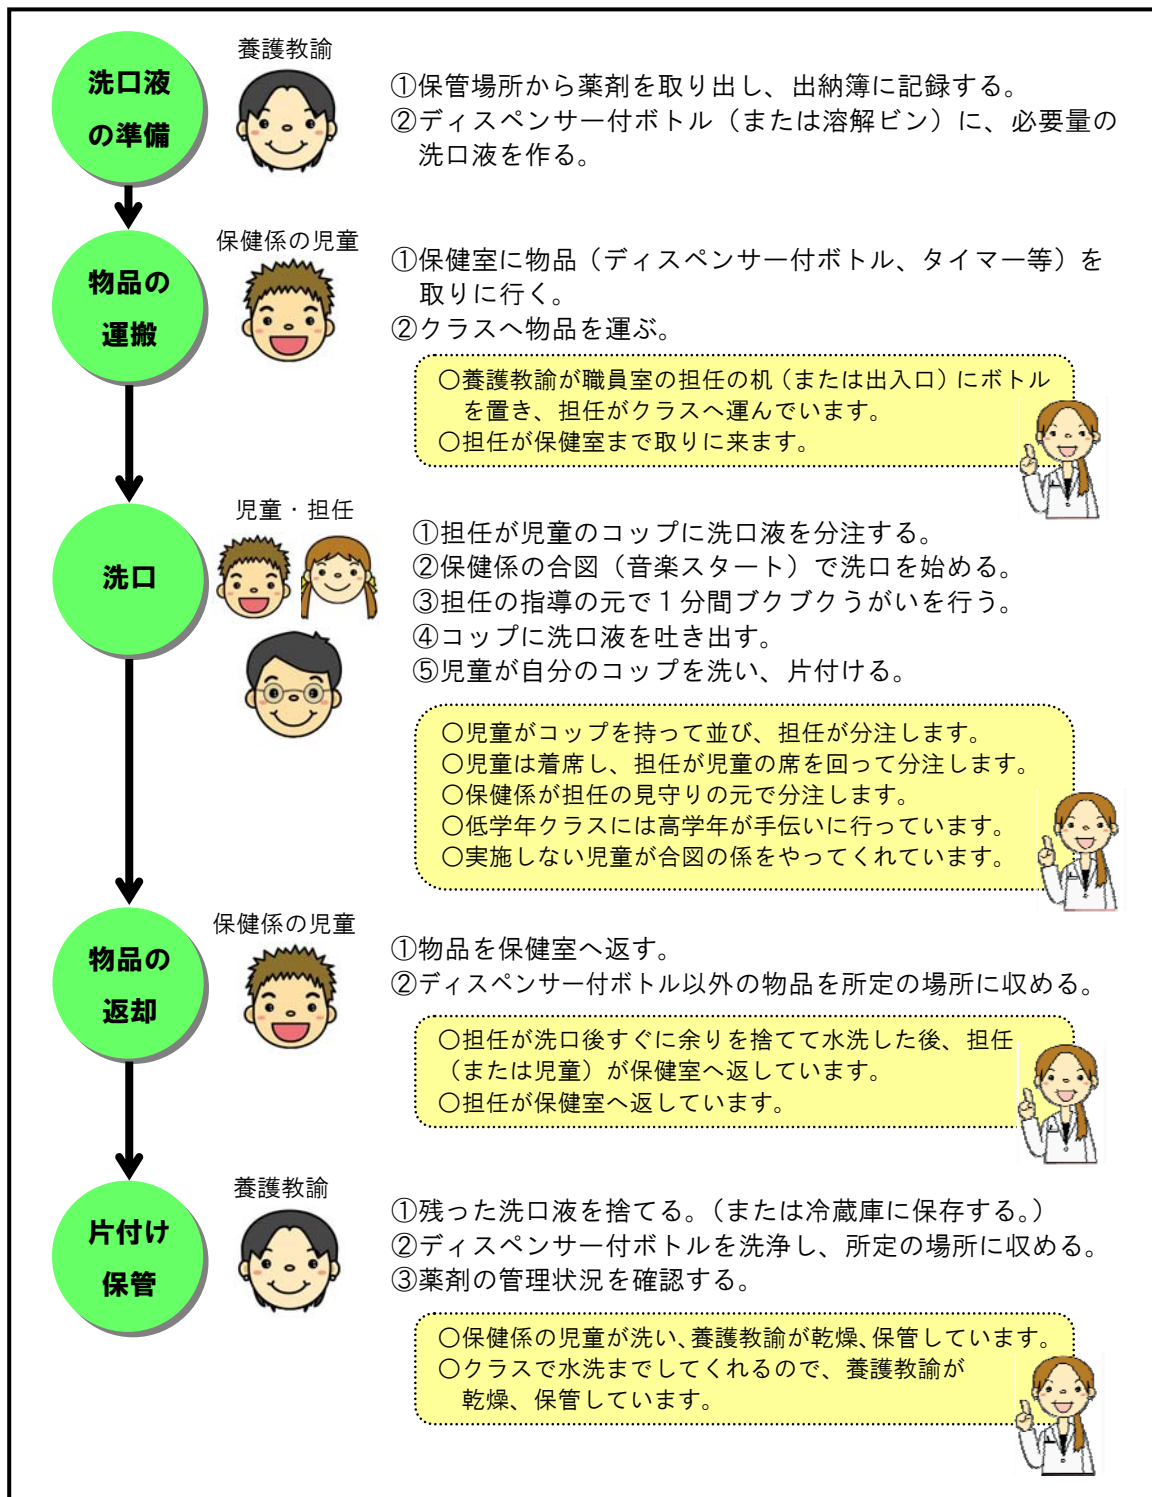 洗口液
の準備
養護教諭
①保管場所から薬剤を取り出し、出納簿に記録する。
②ディスペンサー付ボトル（または溶解ビン）に、必要量の
洗口液を作る。
物品の
運搬
保健係の児童
①保健室に物品（ディスペンサー付ボトル、タイマー等）を
取りに行く。
②クラスへ物品を運ぶ。
○養護教諭が職員室の担任の机（または出入口）にボトル
を置き、担任がクラスへ運んでいます。
○担任が保健室まで取りに来ます。
洗口
児童・担任
①担任が児童のコップに洗口液を分注する。
②保健係の合図（音楽スタート）で洗口を始める。
③担任の指導の元で１分間ブクブクうがいを行う。
④コップに洗口液を吐き出す。
⑤児童が自分のコップを洗い、片付ける。
○児童がコップを持って並び、担任が分注します。
○児童は着席し、担任が児童の席を回って分注します。
○保健係が担任の見守りの元で分注します。
○低学年クラスには高学年が手伝いに行っています。
○実施しない児童が合図の係をやってくれています。
物品の
返却
保健係の児童
①物品を保健室へ返す。
②ディスペンサー付ボトル以外の物品を所定の場所に収める。
○担任が洗口後すぐに余りを捨てて水洗した後、担任
（または児童）が保健室へ返しています。
○担任が保健室へ返しています。
片付け
保管
養護教諭
①残った洗口液を捨てる。（または冷蔵庫に保存する。）
②ディスペンサー付ボトルを洗浄し、所定の場所に収める。
③薬剤の管理状況を確認する。
○保健係の児童が洗い、養護教諭が乾燥、保管しています。
○クラスで水洗までしてくれるので、養護教諭が
乾燥、保管しています。